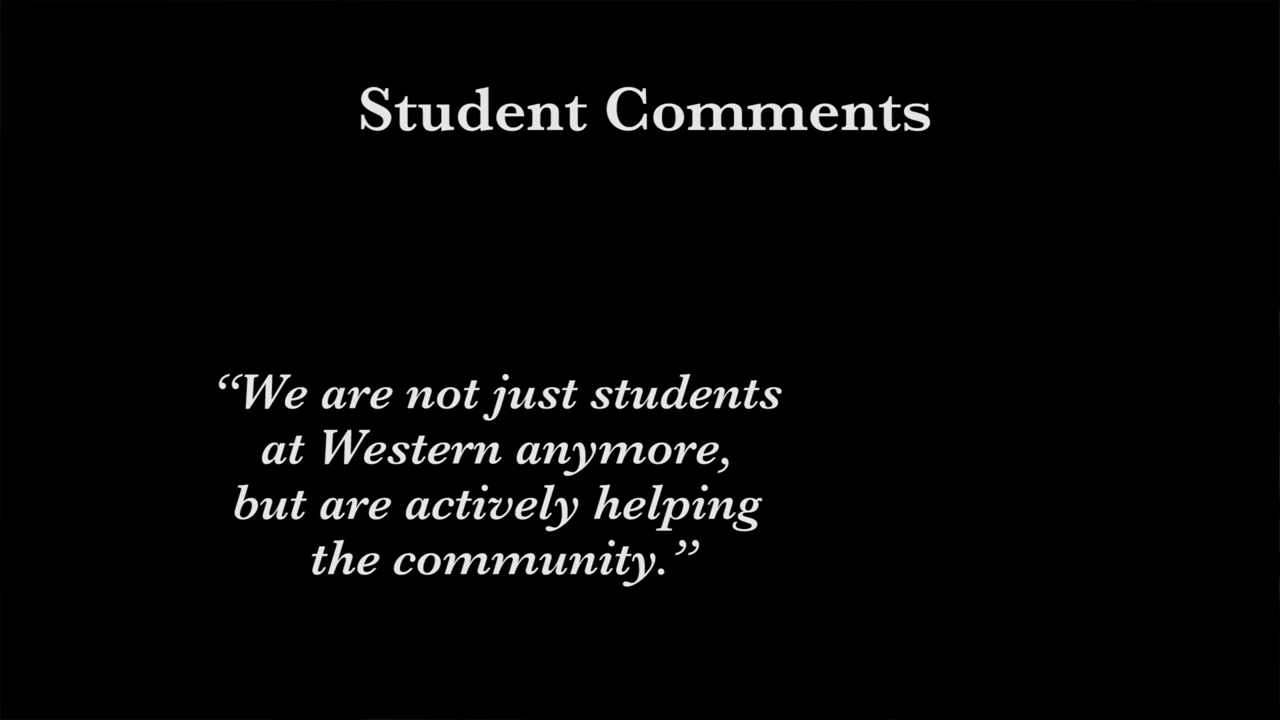 Student Comments
“We are not just students
at Western anymore,
but are actively helping
the community.”